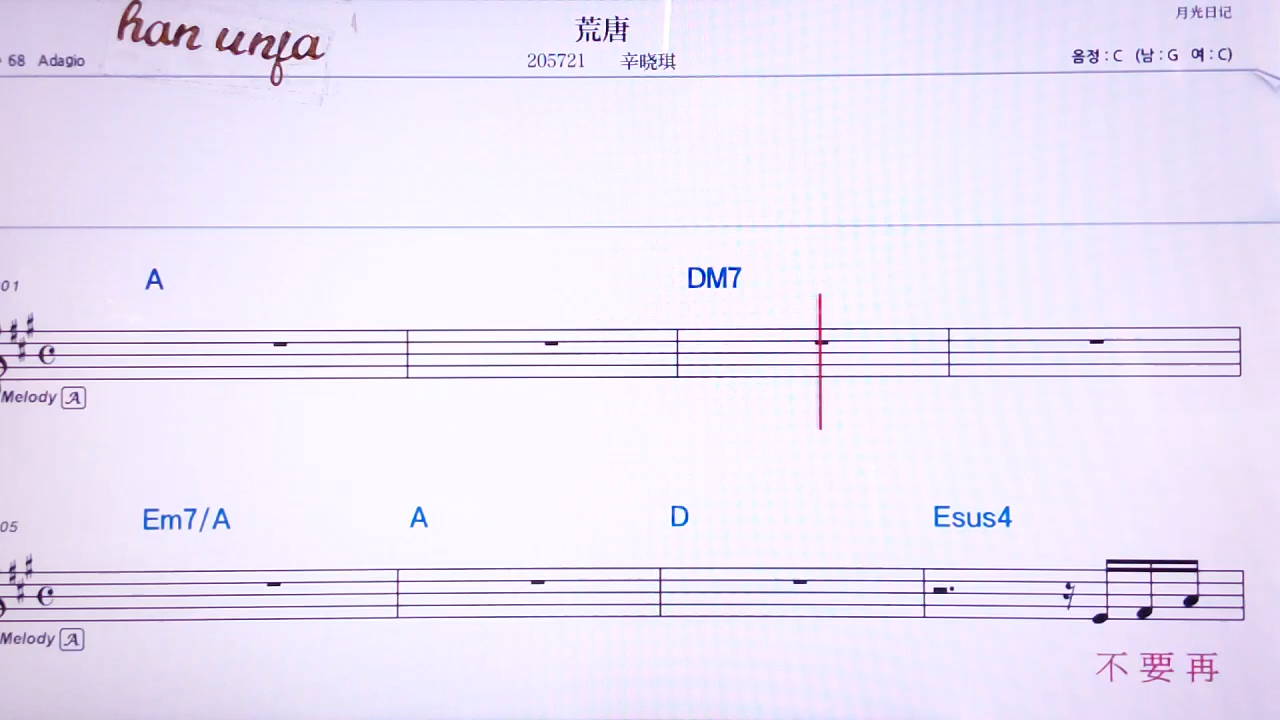 han unfa
荒唐
月光日记
68 Adagio
205721 辛晓琪
음정 : C (남 : G 여 : C)
01
A DM7
Melody A
05
Em7/A A D Esus4
Melody A
不 要 再